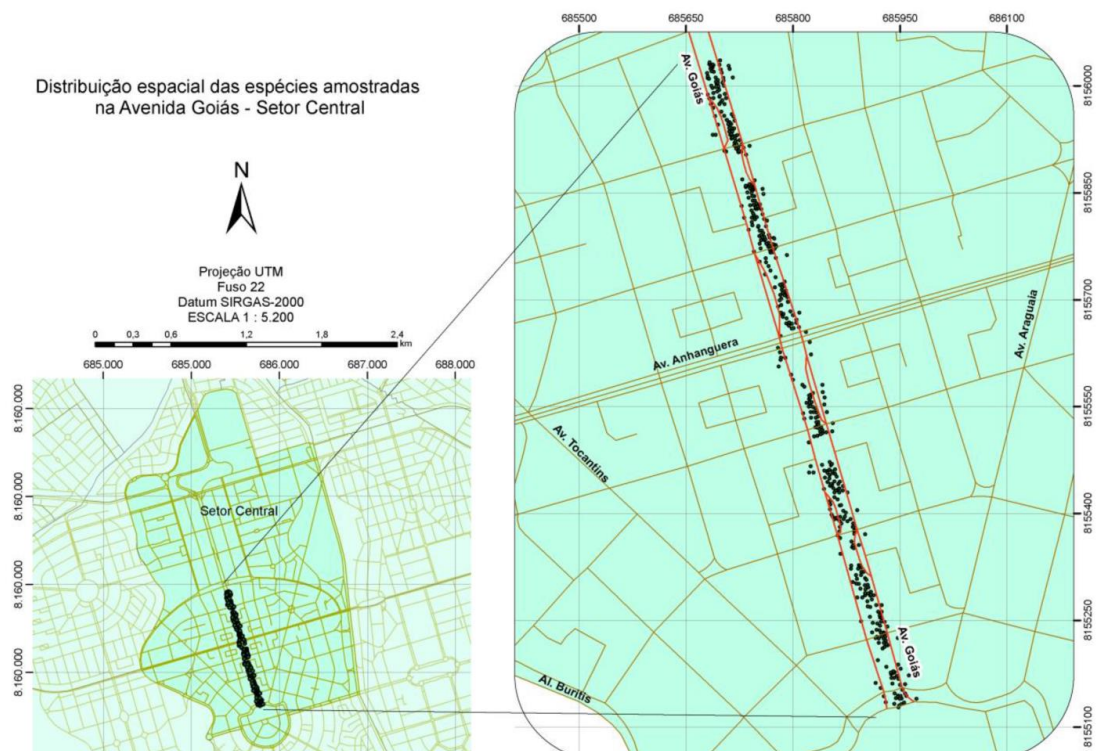 Distribuição espacial das espécies amostradas
na Avenida Goiás - Setor Central
N
Projeção UTM
Fuso 22
Datum SIRGAS-2000
ESCALA 1 : 5.200
0 0,3 0,6 1,2 1,8 2,4
km
685.000 685.000 686.000 687.000 688.000
8.160.000
8.160.000
8.160.000
8.160.000
Setor Central
685500 685650 685800 685950 686100
8156000
8155850
8155700
8155550
8155400
8155250
8155100
Av. Goiás
Av. Anhanguera
Av. Araguaia
Av. Tocantins
Av. Goiás
Al. Buritis